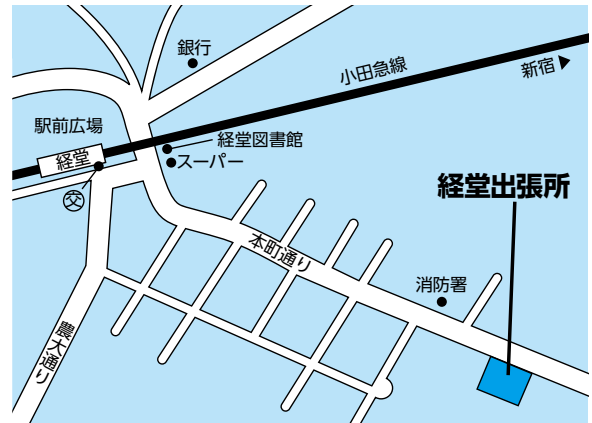 銀行
小田急線
新宿
駅前広場
経堂図書館
経堂
スーパー
交
経堂出張所
本町通り
消防署
農大通り